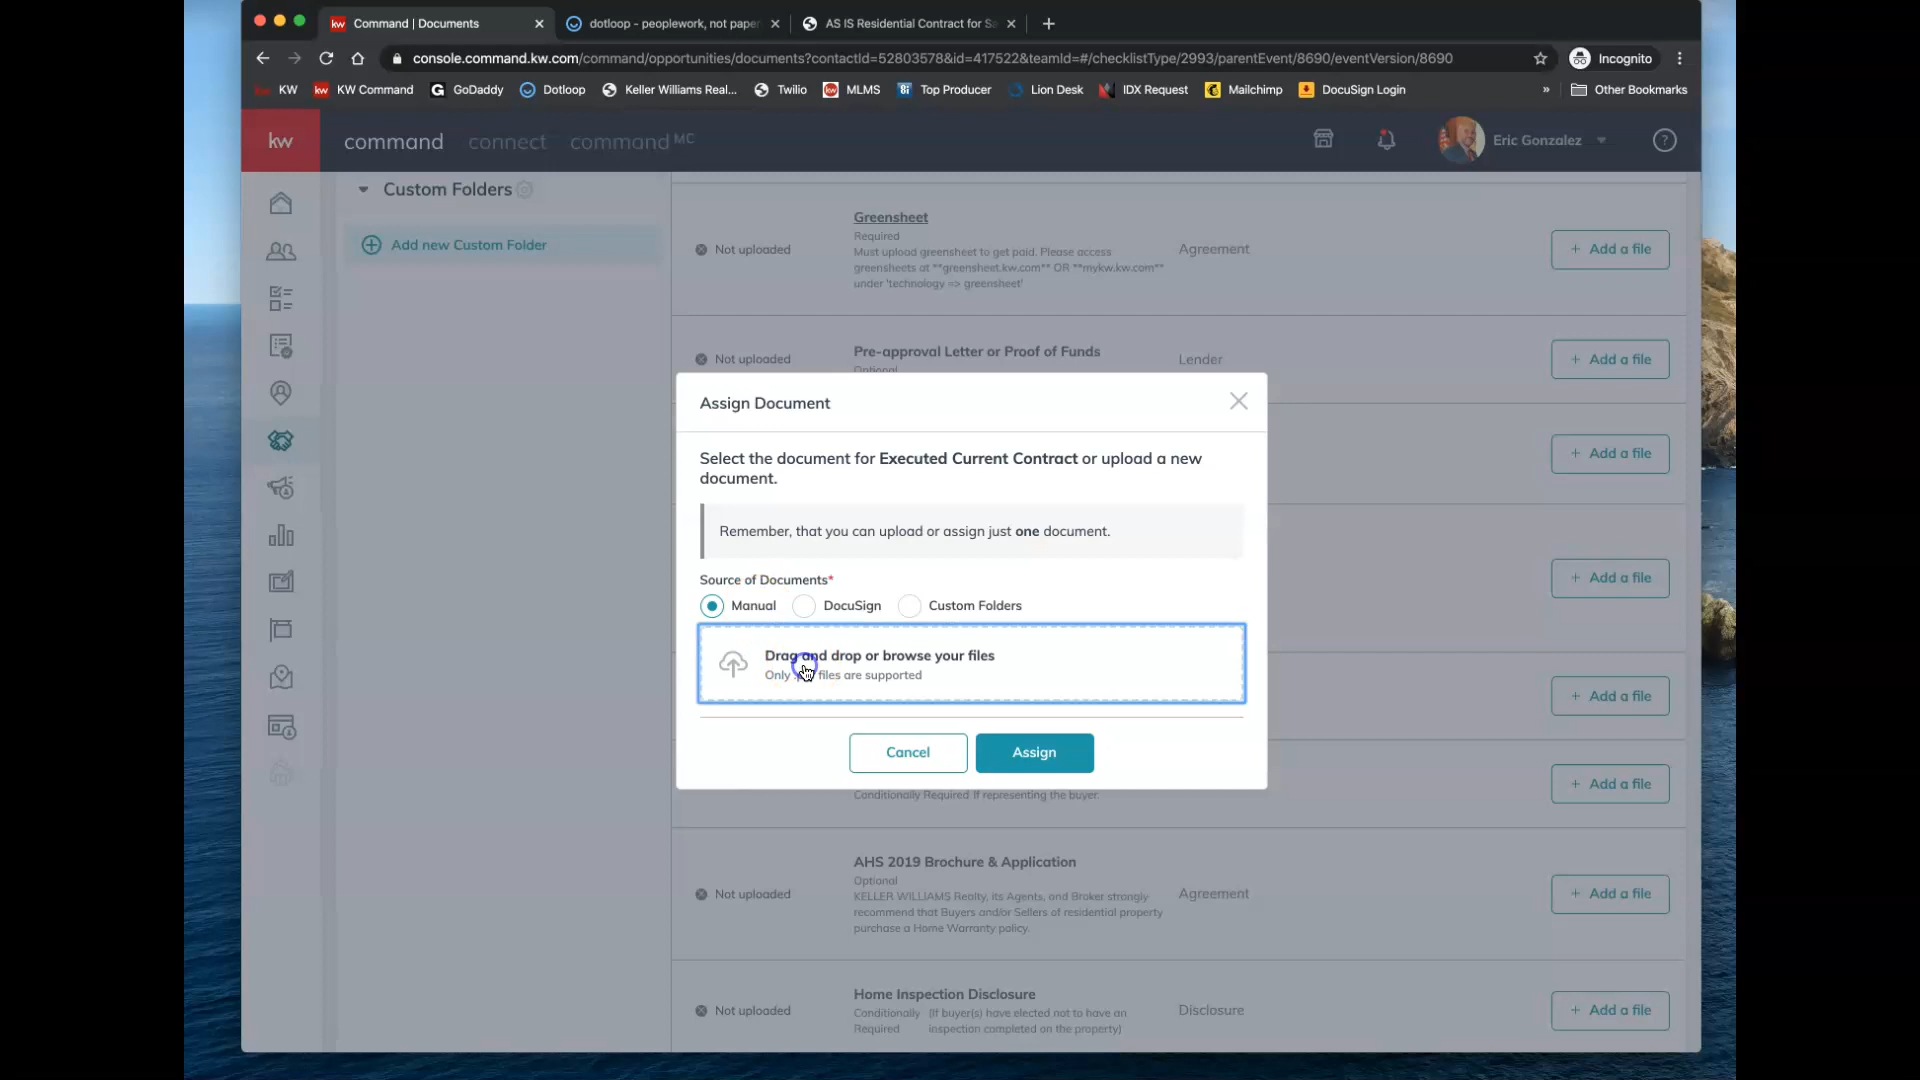 Command | Documents
dotloop - peoplework, not paper
AS IS Residential Contract for Sa
console.command.kw.com/command/opportunities/documents?contactId=52803578&id=417522&teamId=#/checklistType/2993/parentEvent/8690/eventVersion/8690
Incognito
KW
KW Command
GoDaddy
Dotloop
Keller Williams Real...
Twilio
MLMS
Top Producer
Lion Desk
IDX Request
Mailchimp
DocuSign Login
»
Other Bookmarks
kw
command
connect
command MC
Eric Gonzalez
Custom Folders
Add new Custom Folder
Greensheet
Required
Not uploaded
Must upload greensheet to get paid. Please access
greensheets at **greensheet.kw.com** OR **mykw.kw.com**
under 'technology => greensheet'
Agreement
+ Add a file
Pre-approval Letter or Proof of Funds
Optional
Not uploaded
Lender
+ Add a file
Assign Document
Select the document for Executed Current Contract or upload a new
document.
+ Add a file
Remember, that you can upload or assign just one document.
Source of Documents*
+ Add a file
Manual
DocuSign
Custom Folders
Drag and drop or browse your files
Only files are supported
+ Add a file
Cancel
Assign
+ Add a file
Conditionally Required If representing the buyer.
AHS 2019 Brochure & Application
Optional
Not uploaded
KELLER WILLIAMS Realty, its Agents, and Broker strongly
recommend that Buyers and/or Sellers of residential property
purchase a Home Warranty policy.
Agreement
+ Add a file
Home Inspection Disclosure
Not uploaded
Conditionally (If buyer(s) have elected not to have an
Required inspection completed on the property)
Disclosure
+ Add a file